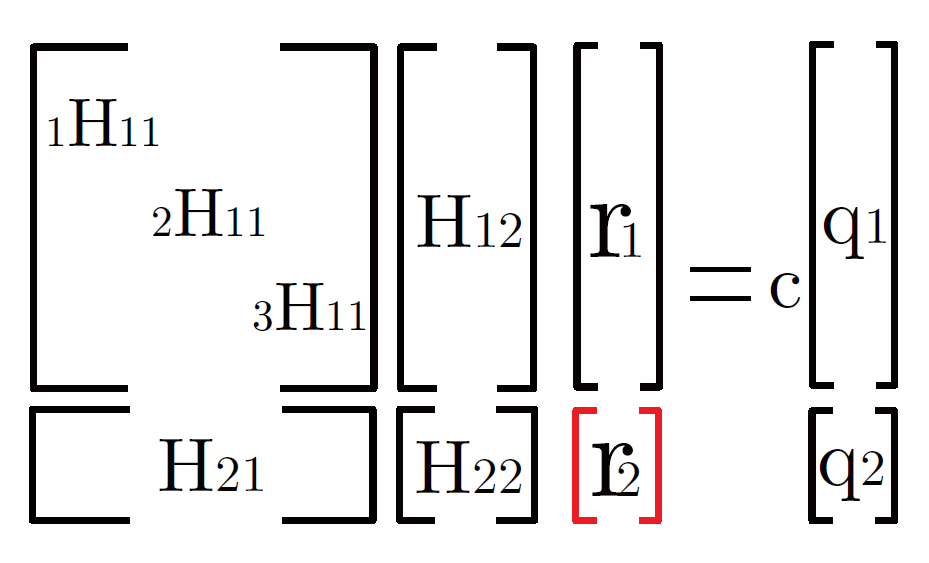 ₁H₁₁
₂H₁₁
₃H₁₁
H₁₂
r₁
= c
q₁
H₂₁
H₂₂
r₂
q₂